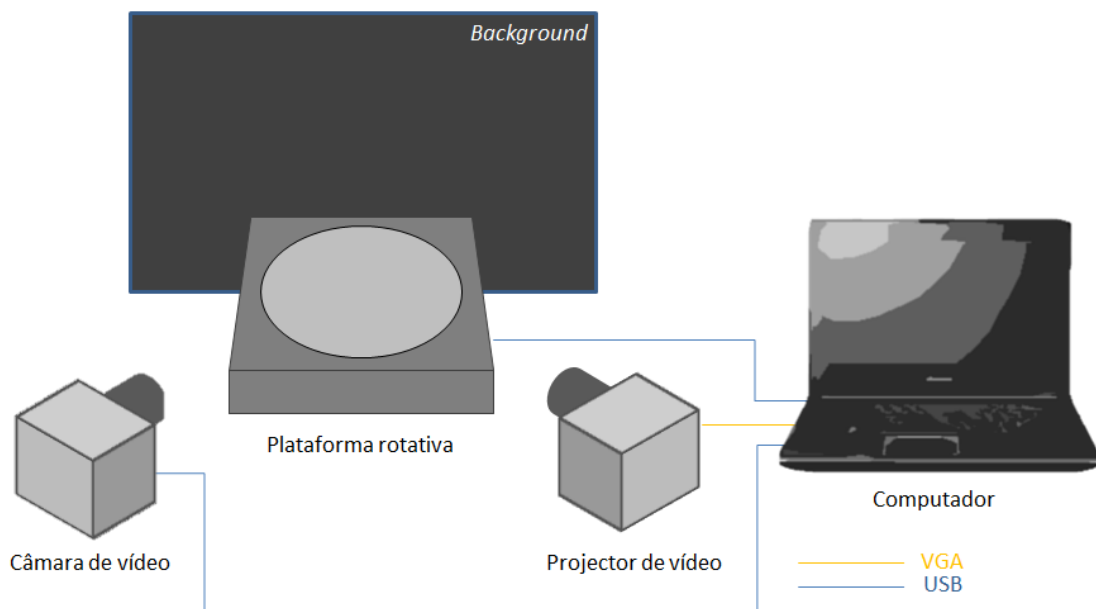 Background
Plataforma rotativa
Computador
Câmara de vídeo
Projector de vídeo
VGA
USB